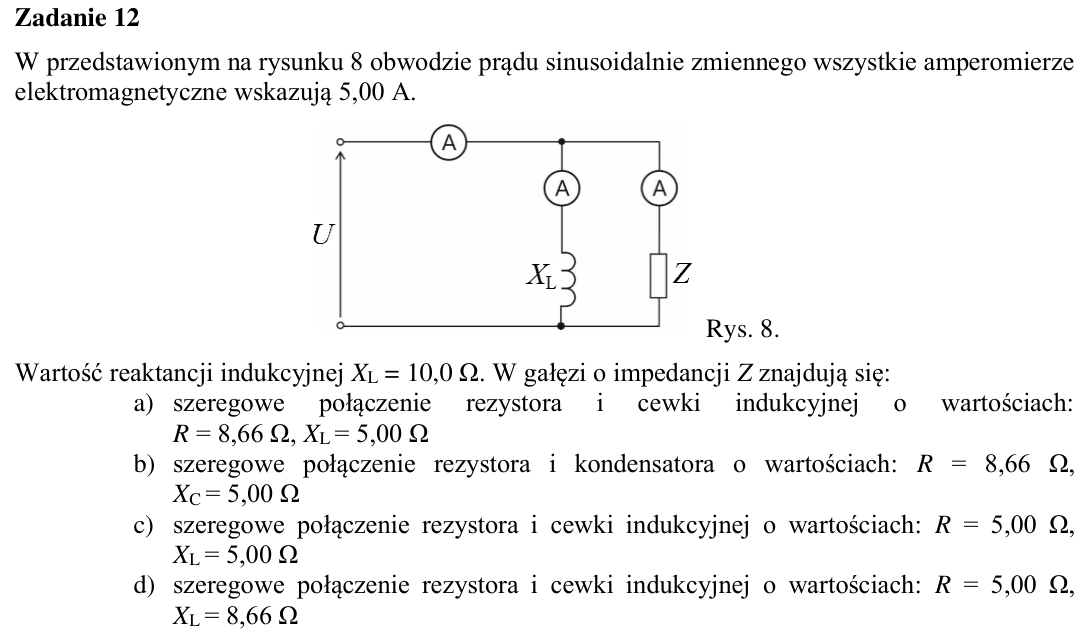 Zadanie 12
W przedstawionym na rysunku 8 obwodzie prądu sinusoidalnie zmiennego wszystkie amperomierze
elektromagnetyczne wskazują 5,00 A.
A
A
A
U
XL
Z
Rys. 8.
Wartość reaktancji indukcyjnej XL = 10,0 Ω. W gałęzi o impedancji Z znajdują się:
a) szeregowe połączenie rezystora i cewki indukcyjnej o wartościach:
R = 8,66 Ω, XL = 5,00 Ω
b) szeregowe połączenie rezystora i kondensatora o wartościach: R = 8,66 Ω,
XC = 5,00 Ω
c) szeregowe połączenie rezystora i cewki indukcyjnej o wartościach: R = 5,00 Ω,
XL = 5,00 Ω
d) szeregowe połączenie rezystora i cewki indukcyjnej o wartościach: R = 5,00 Ω,
XL = 8,66 Ω